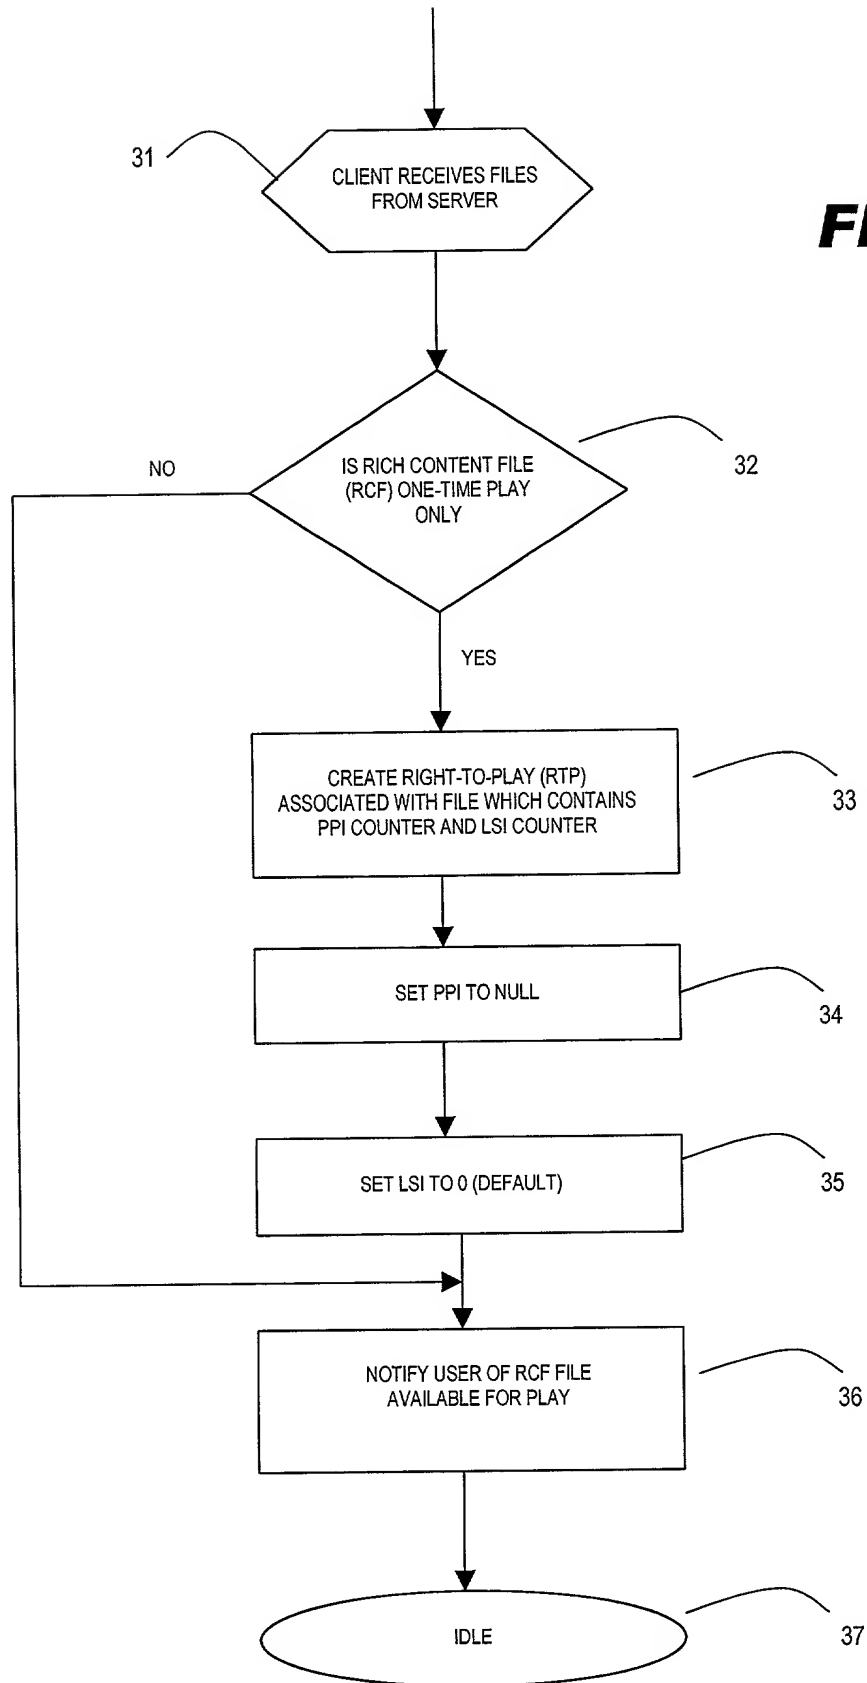 31
CLIENT RECEIVES FILES
FROM SERVER
NO
IS RICH CONTENT FILE
(RCF) ONE-TIME PLAY
ONLY
32
YES
CREATE RIGHT-TO-PLAY (RTP)
ASSOCIATED WITH FILE WHICH CONTAINS
PPI COUNTER AND LSI COUNTER
33
SET PPI TO NULL
34
SET LSI TO 0 (DEFAULT)
35
NOTIFY USER OF RCF FILE
AVAILABLE FOR PLAY
36
IDLE
37